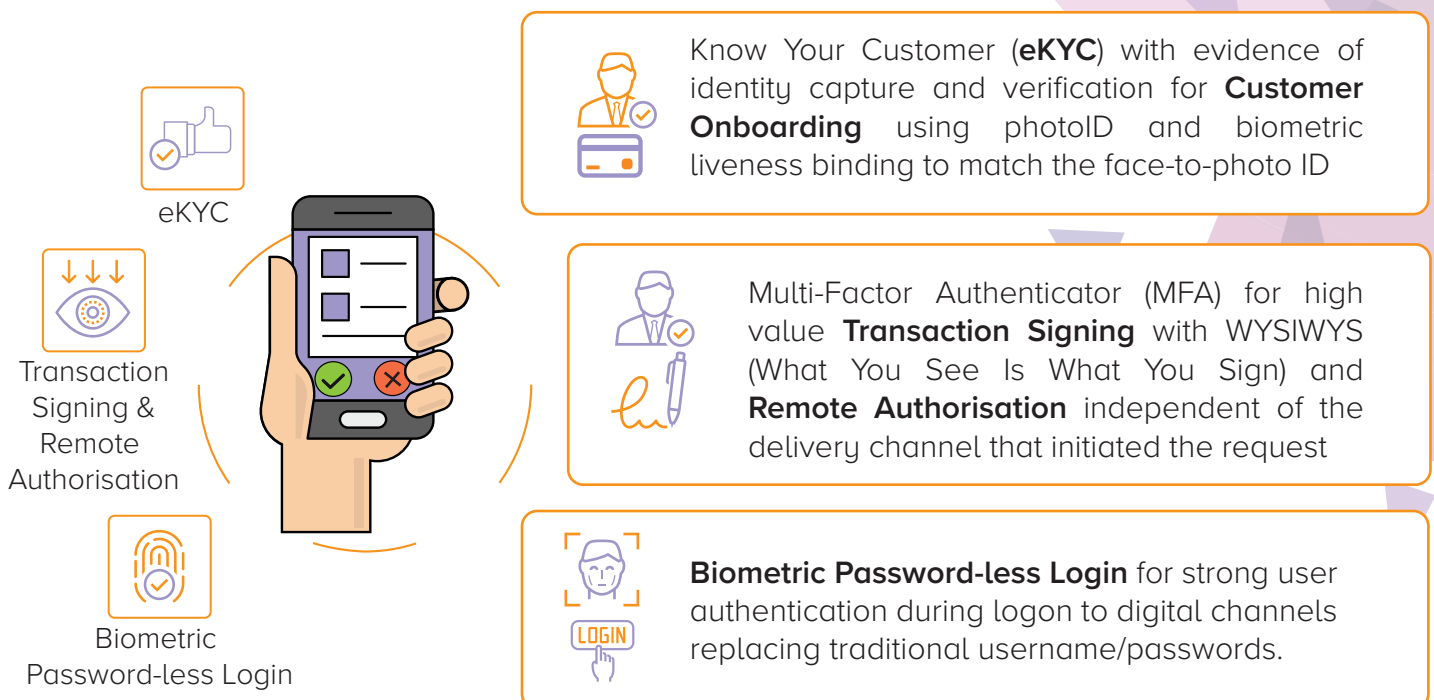 eKYC
Transaction
Signing &
Remote
Authorisation
Biometric
Password-less Login
Know Your Customer (eKYC) with evidence of
identity capture and verification for Customer
Onboarding using photoID and biometric
liveness binding to match the face-to-photo ID
Multi-Factor Authenticator (MFA) for high
value Transaction Signing with WYSIWYS
(What You See Is What You Sign) and
Remote Authorisation independent of the
delivery channel that initiated the request
LOGIN
Biometric Password-less Login for strong user
authentication during logon to digital channels
replacing traditional username/passwords.